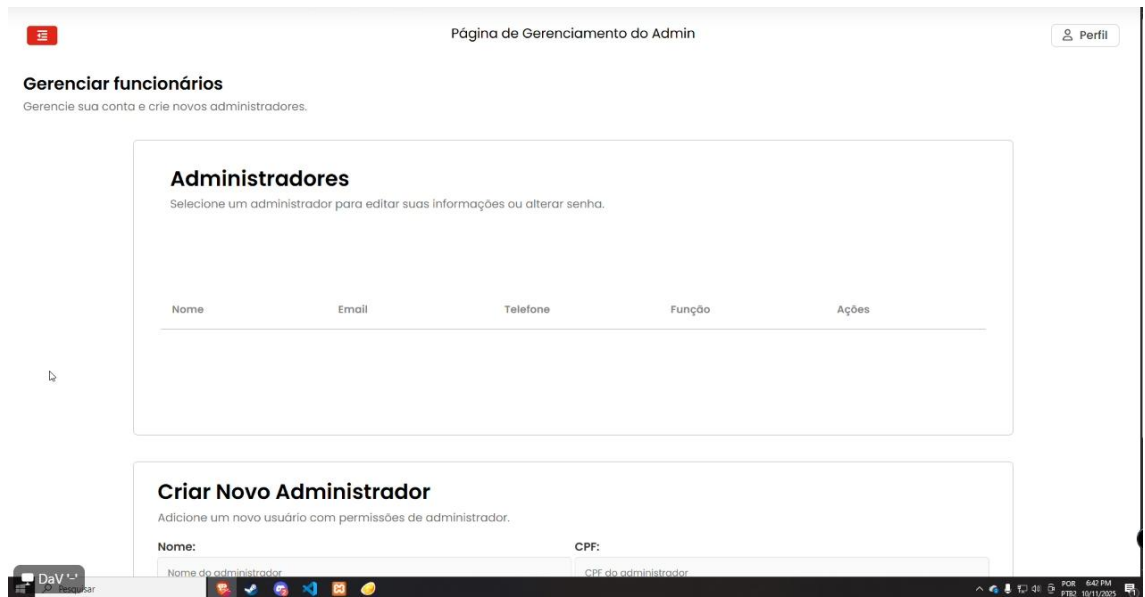 Página de Gerenciamento do Admin
Perfil
Gerenciar funcionários
Gerencie sua conta e crie novos administradores.
Administradores
Selecione um administrador para editar suas informações ou alterar senha.
Nome Email Telefone Função Ações
Criar Novo Administrador
Adicione um novo usuário com permissões de administrador.
Nome: CPF:
Nome do administrador CPF do administrador
DaV '-'
Pesquisar
POR 6:42 PM
PTB2 10/11/2025